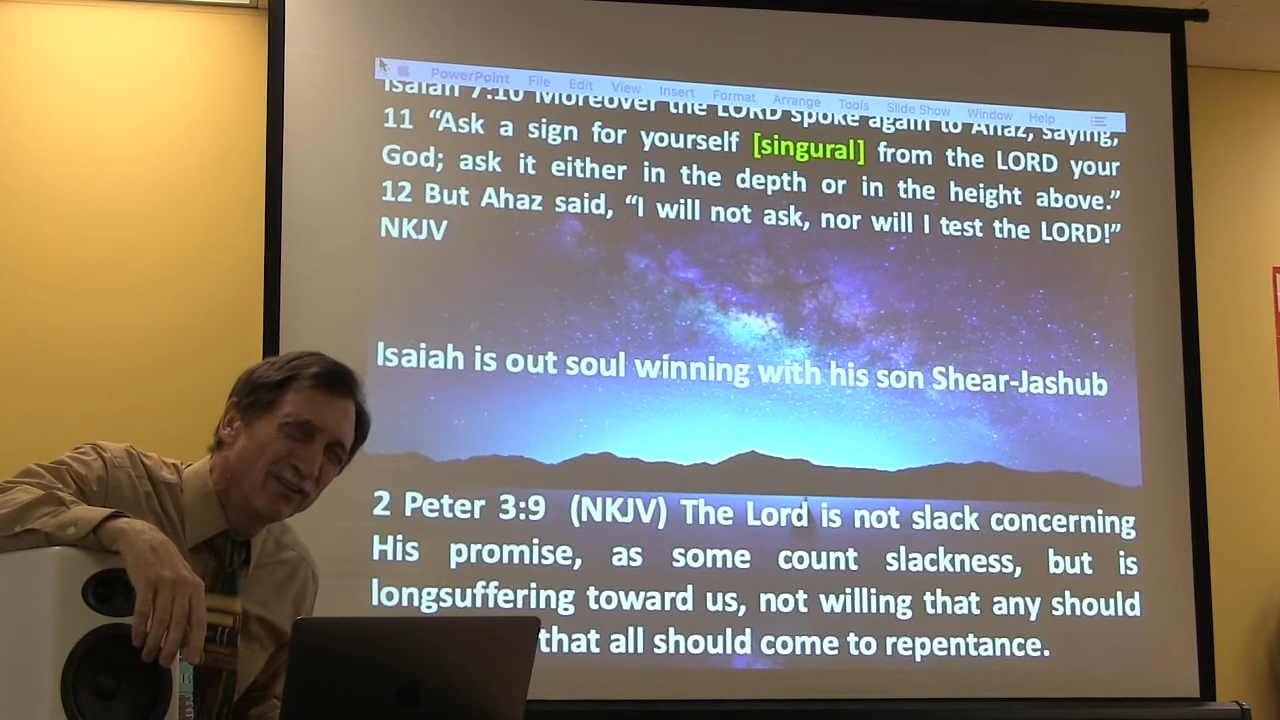 PowerPoint File Edit View Insert Format Arrange Tools Slide Show Window Help
Isaiah 7:10 Moreover the LORD spoke again to Ahaz, saying,
11 “Ask a sign for yourself [singural] from the LORD your
God; ask it either in the depth or in the height above.”
12 But Ahaz said, “I will not ask, nor will I test the LORD!”
NKJV
Isaiah is out soul winning with his son Shear-Jashub
2 Peter 3:9 (NKJV) The Lord is not slack concerning
His promise, as some count slackness, but is
longsuffering toward us, not willing that any should
that all should come to repentance.